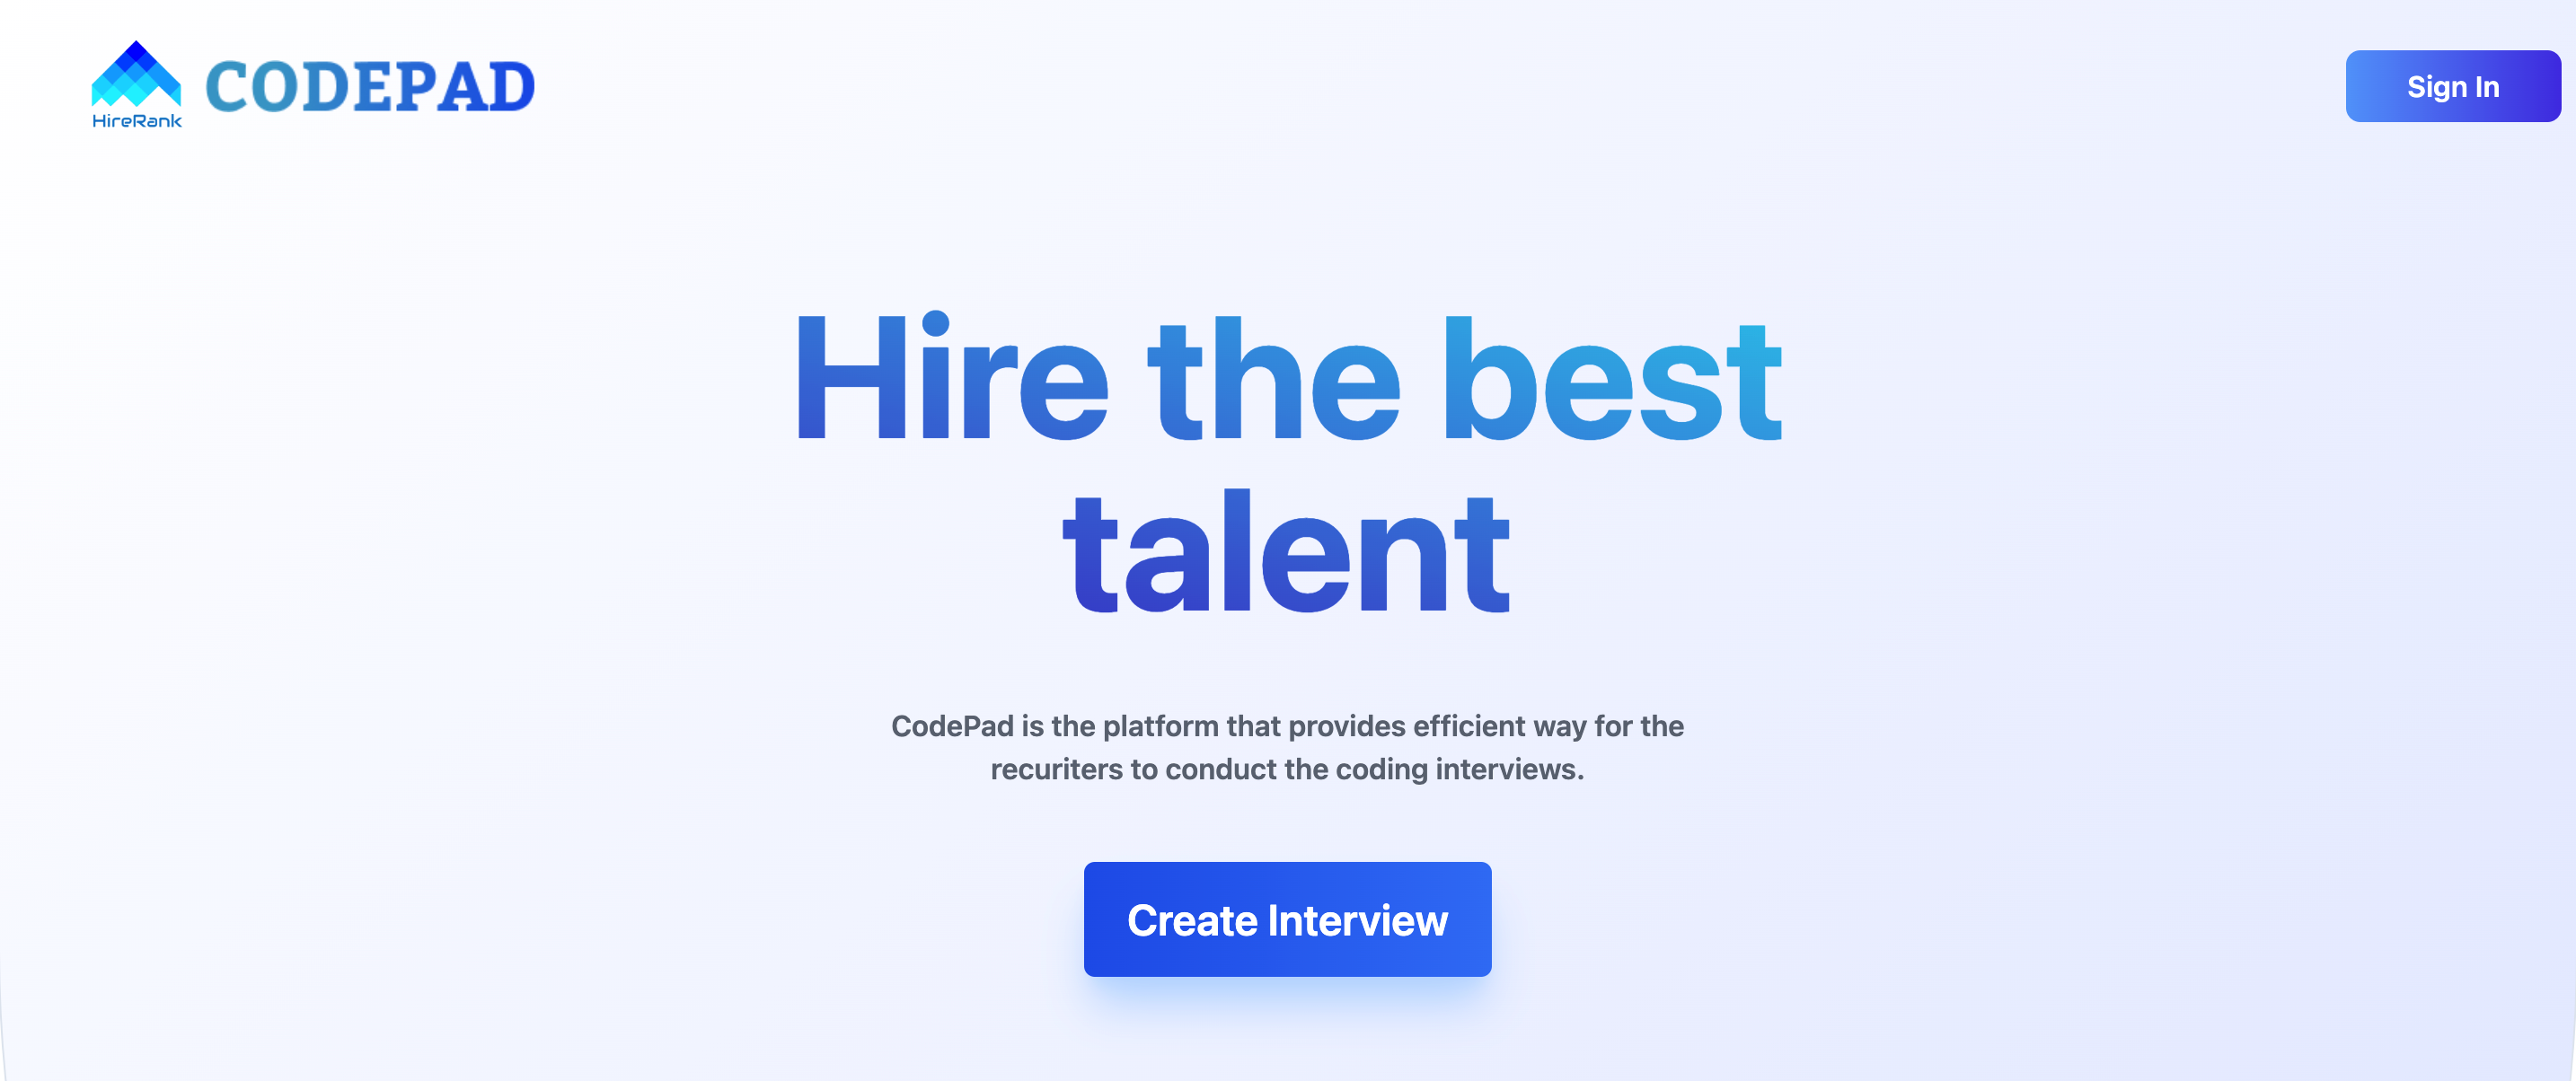 HireRank
CODEPAD
Sign In
Hire the best
talent
CodePad is the platform that provides efficient way for the
recuriters to conduct the coding interviews.
Create Interview